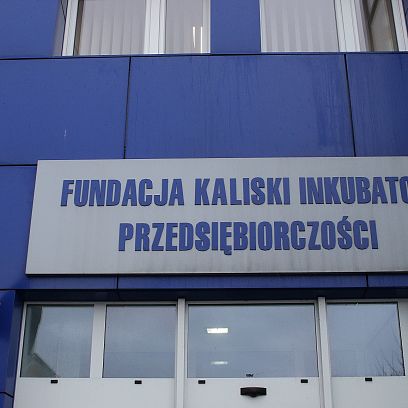 FUNDACJA KALISKI INKUBATO
PRZEDSIĘBIORCZOŚCI